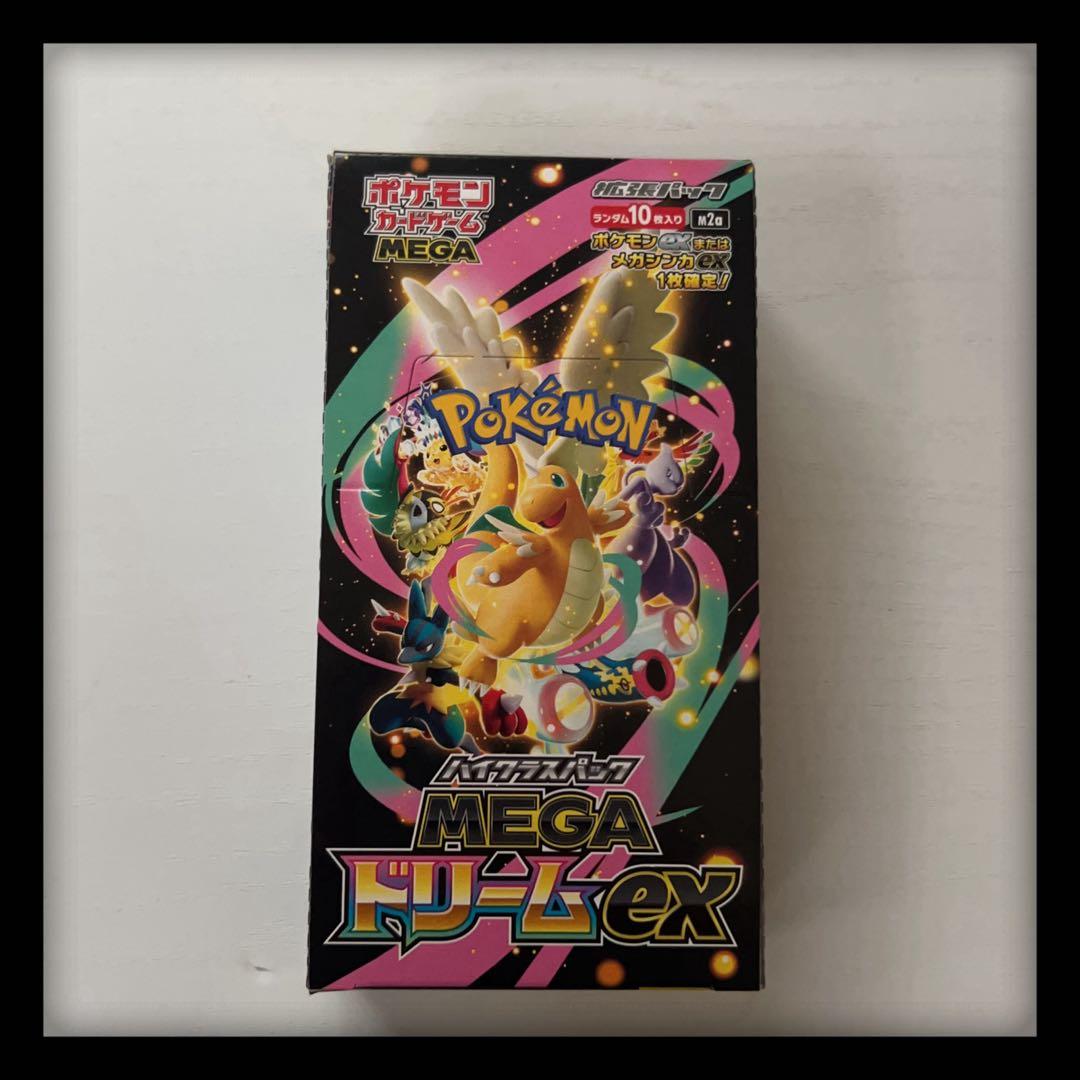 ポケモン
カードゲーム
MEGA
拡張パック
ランダム10枚入り m2a
ポケモンexまたは
メガシンカex
1枚確定!
POKéMON
ハイクラスパック
MEGA
ドリームex